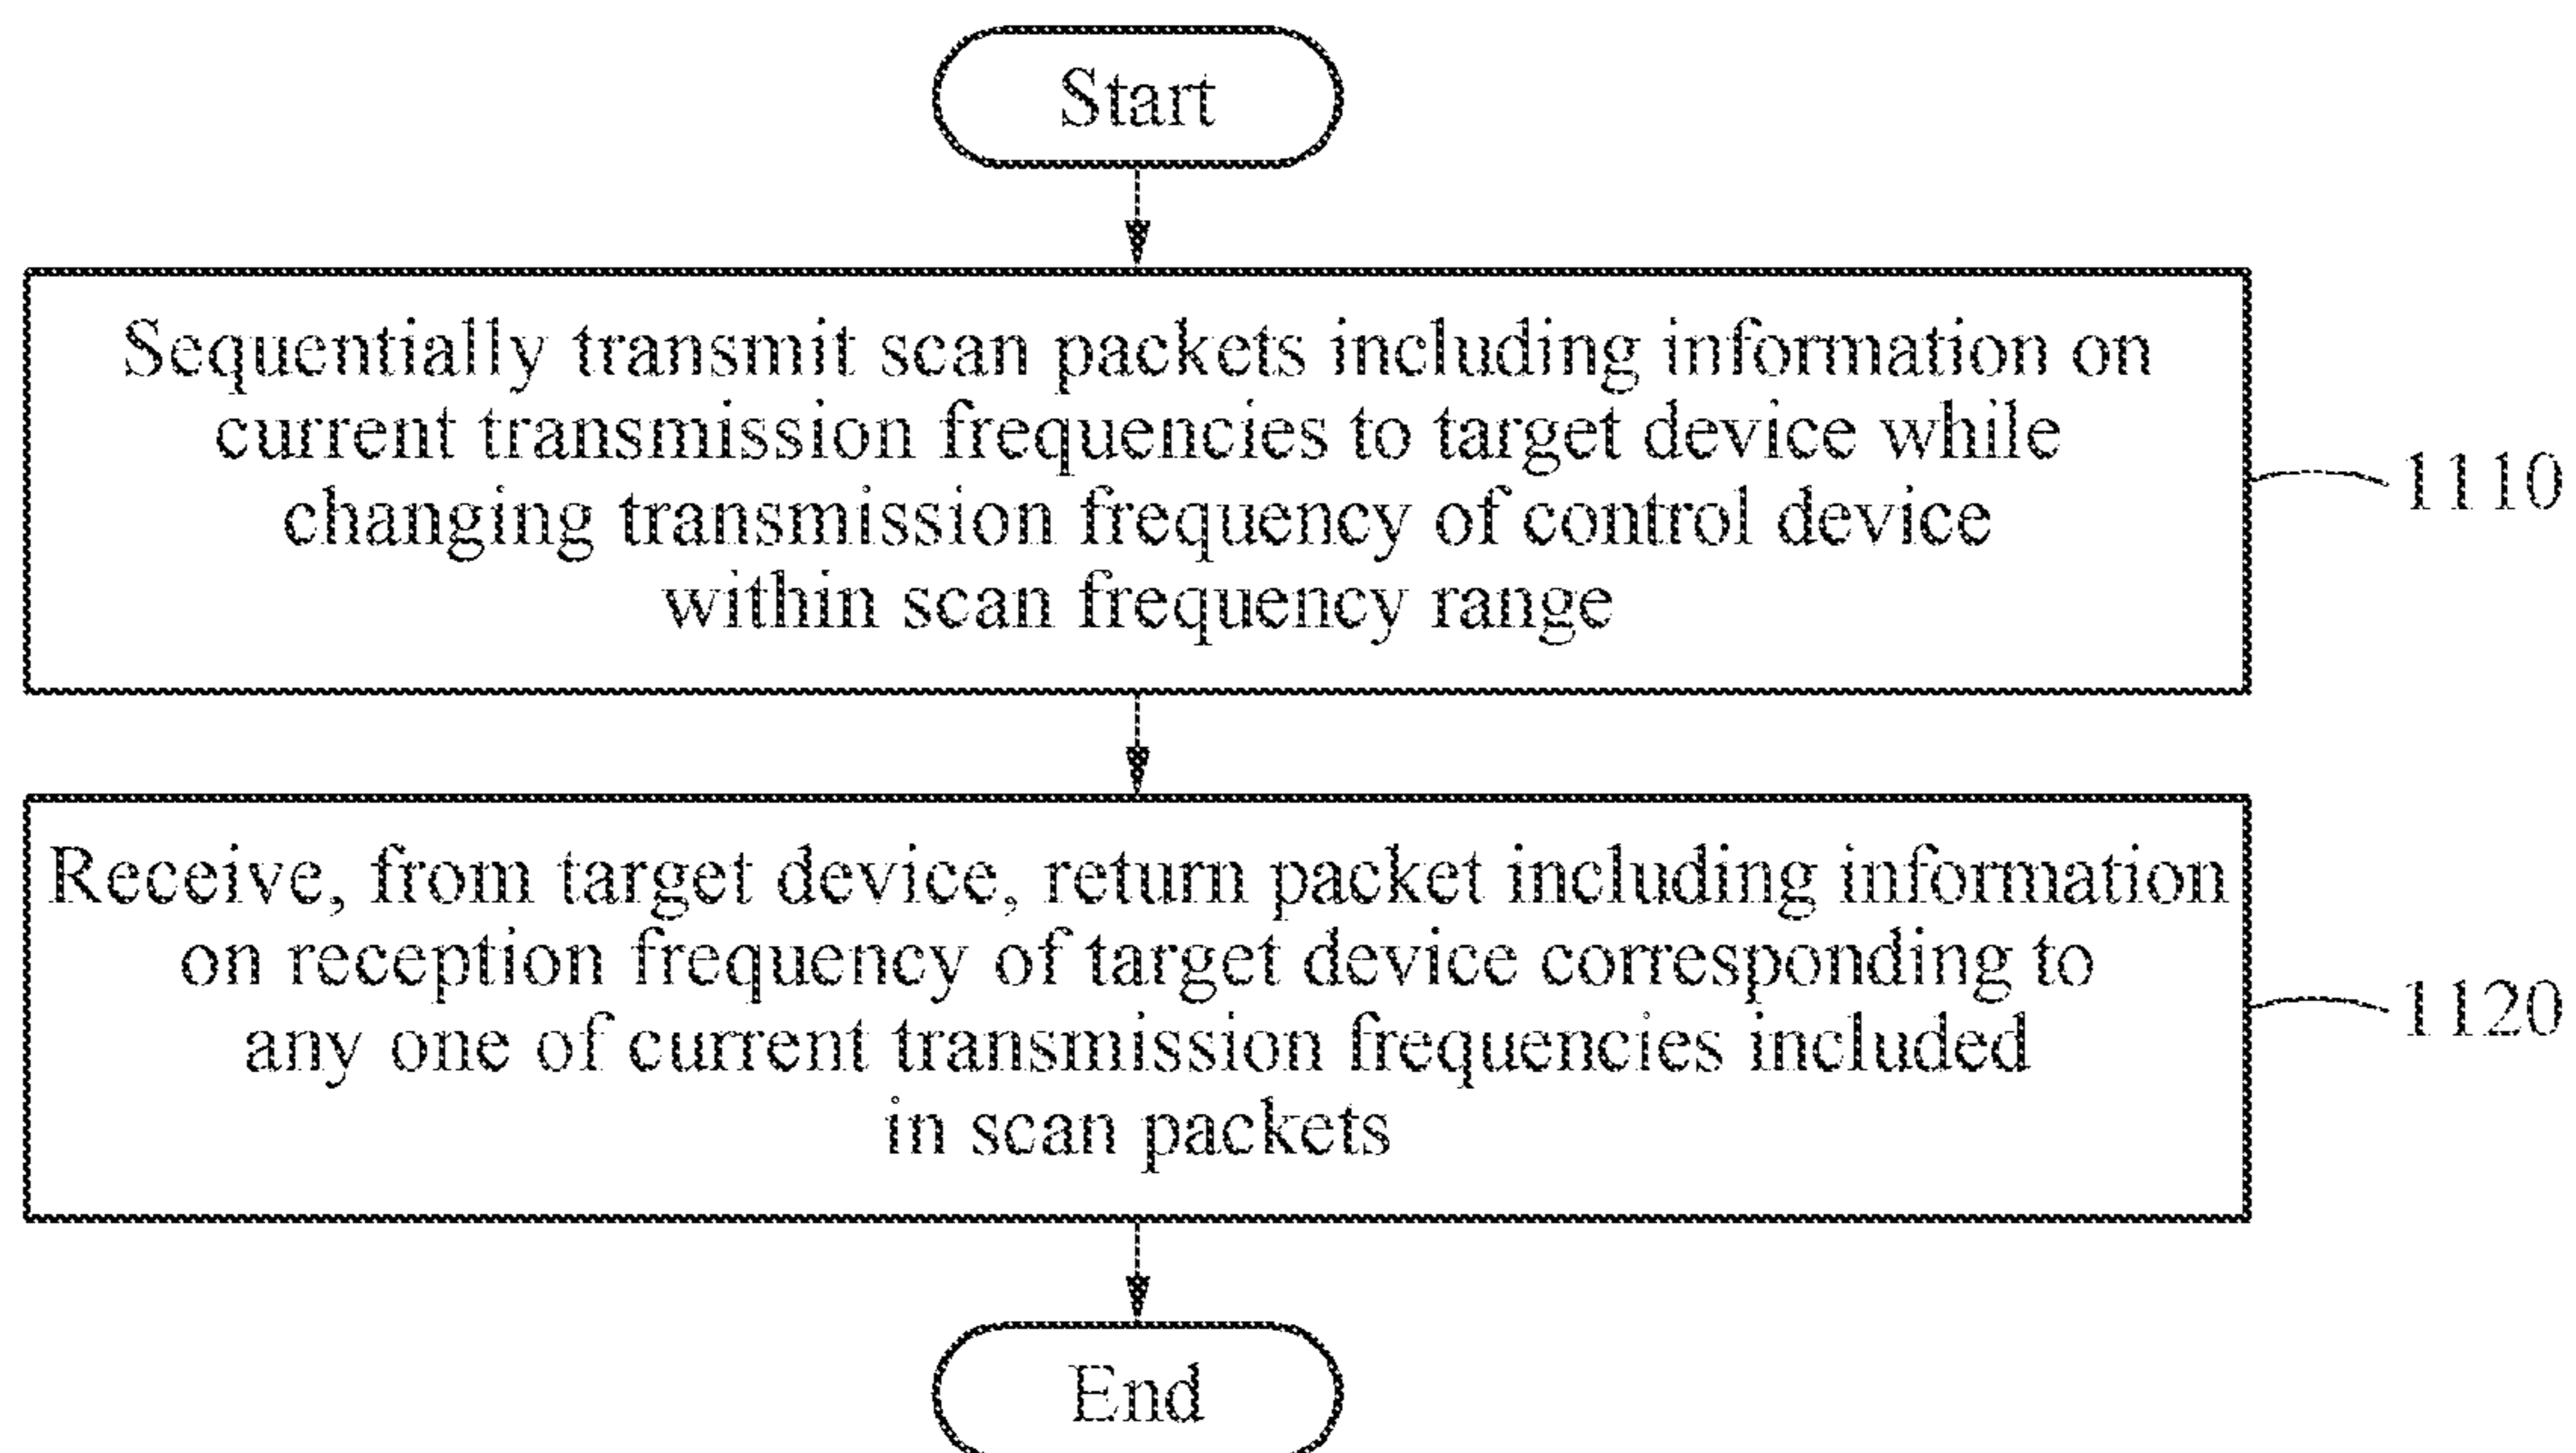 Start
Sequentially transmit scan packets including information on
current transmission frequencies to target device while
changing transmission frequency of control device
within scan frequency range
1110
Receive, from target device, return packet including information
on reception frequency of target device corresponding to
any one of current transmission frequencies included
in scan packets
1120
End